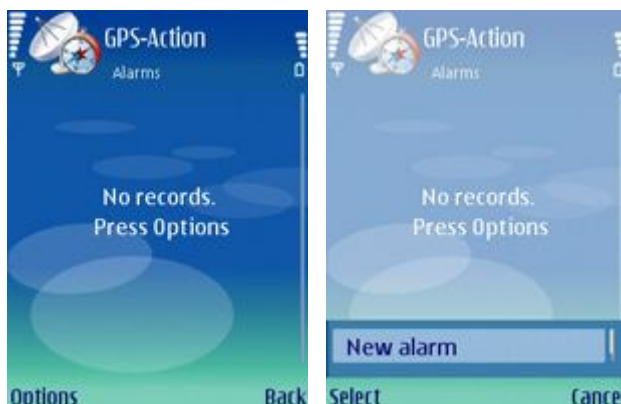 GPS-Action
Alarms
No records.
Press Options
Options Back
GPS-Action
Alarms
No records.
Press Options
New alarm
Select Cance